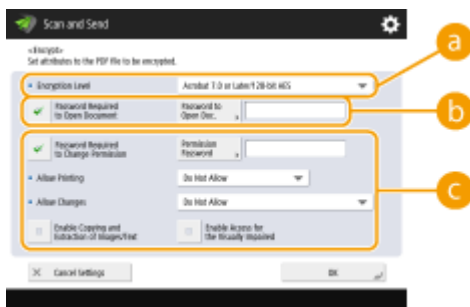 Scan and Send
<Encrypt>
Set attributes to the PDF file to be encrypted.
Encryption Level
Acrobat 7.0 or Later/128-bit AES
a
Password Required
to Open Document
Password to
Open Doc.
b
Password Required
to Change Permission
Permission
Password
Allow Printing
Do Not Allow
Allow Changes
Do Not Allow
c
Enable Copying and
Extraction of Images/Text
Enable Access for
the Visually Impaired
Cancel Settings
OK